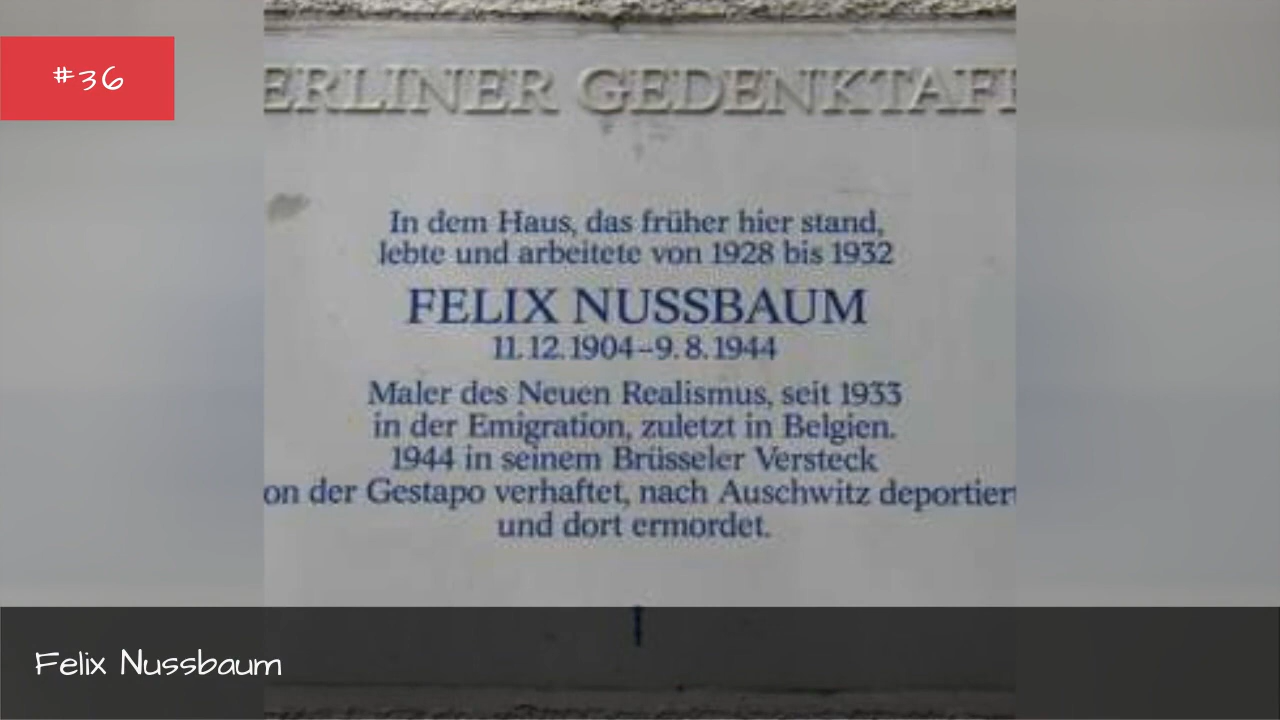 #36
ERLINER GEDENKTAF
In dem Haus, das früher hier stand,
lebte und arbeitete von 1928 bis 1932
FELIX NUSSBAUM
11.12.1904–9.8.1944
Maler des Neuen Realismus, seit 1933
in der Emigration, zuletzt in Belgien.
1944 in seinem Brüsseler Versteck
on der Gestapo verhaftet, nach Auschwitz deportiert
und dort ermordet.
Felix Nussbaum